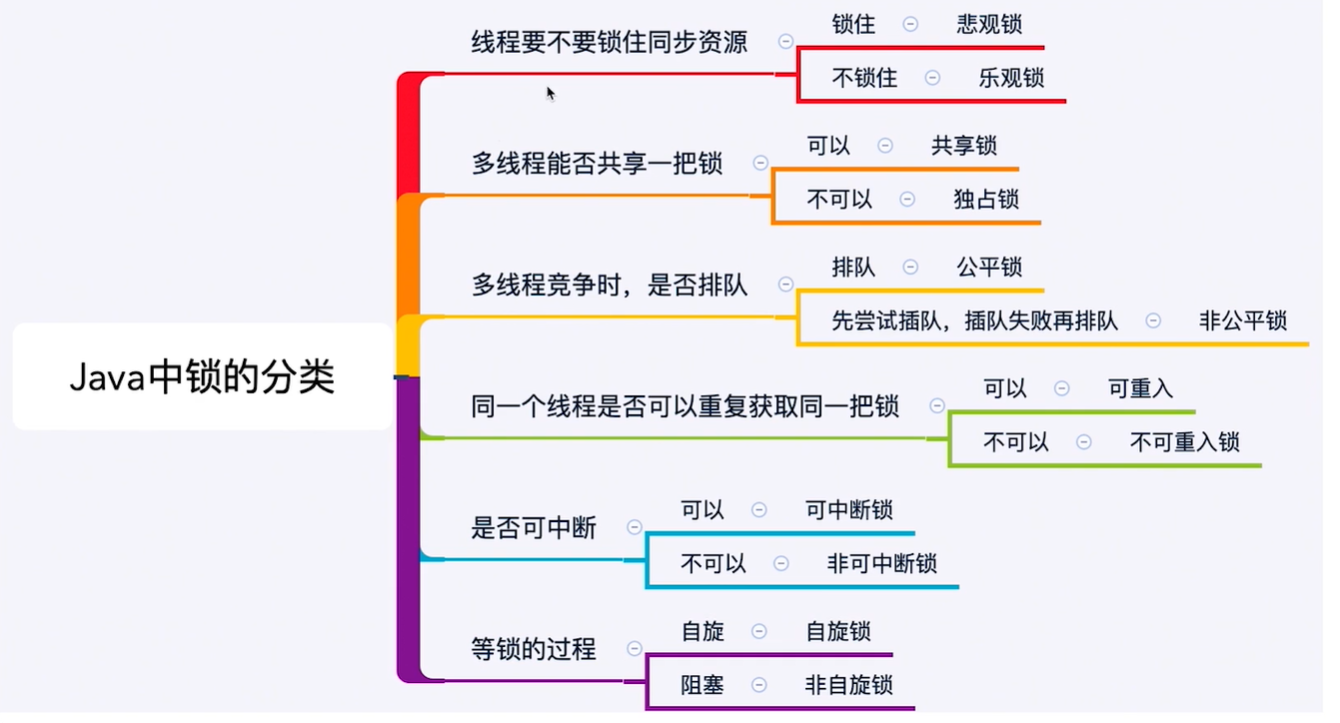 Java中锁的分类
线程要不要锁住同步资源
锁住 悲观锁
不锁住 乐观锁
多线程能否共享一把锁
可以 共享锁
不可以 独占锁
多线程竞争时，是否排队
排队 公平锁
先尝试插队，插队失败再排队 非公平锁
同一个线程是否可以重复获取同一把锁
可以 可重入
不可以 不可重入锁
是否可中断
可以 可中断锁
不可以 非可中断锁
等锁的过程
自旋 自旋锁
阻塞 非自旋锁